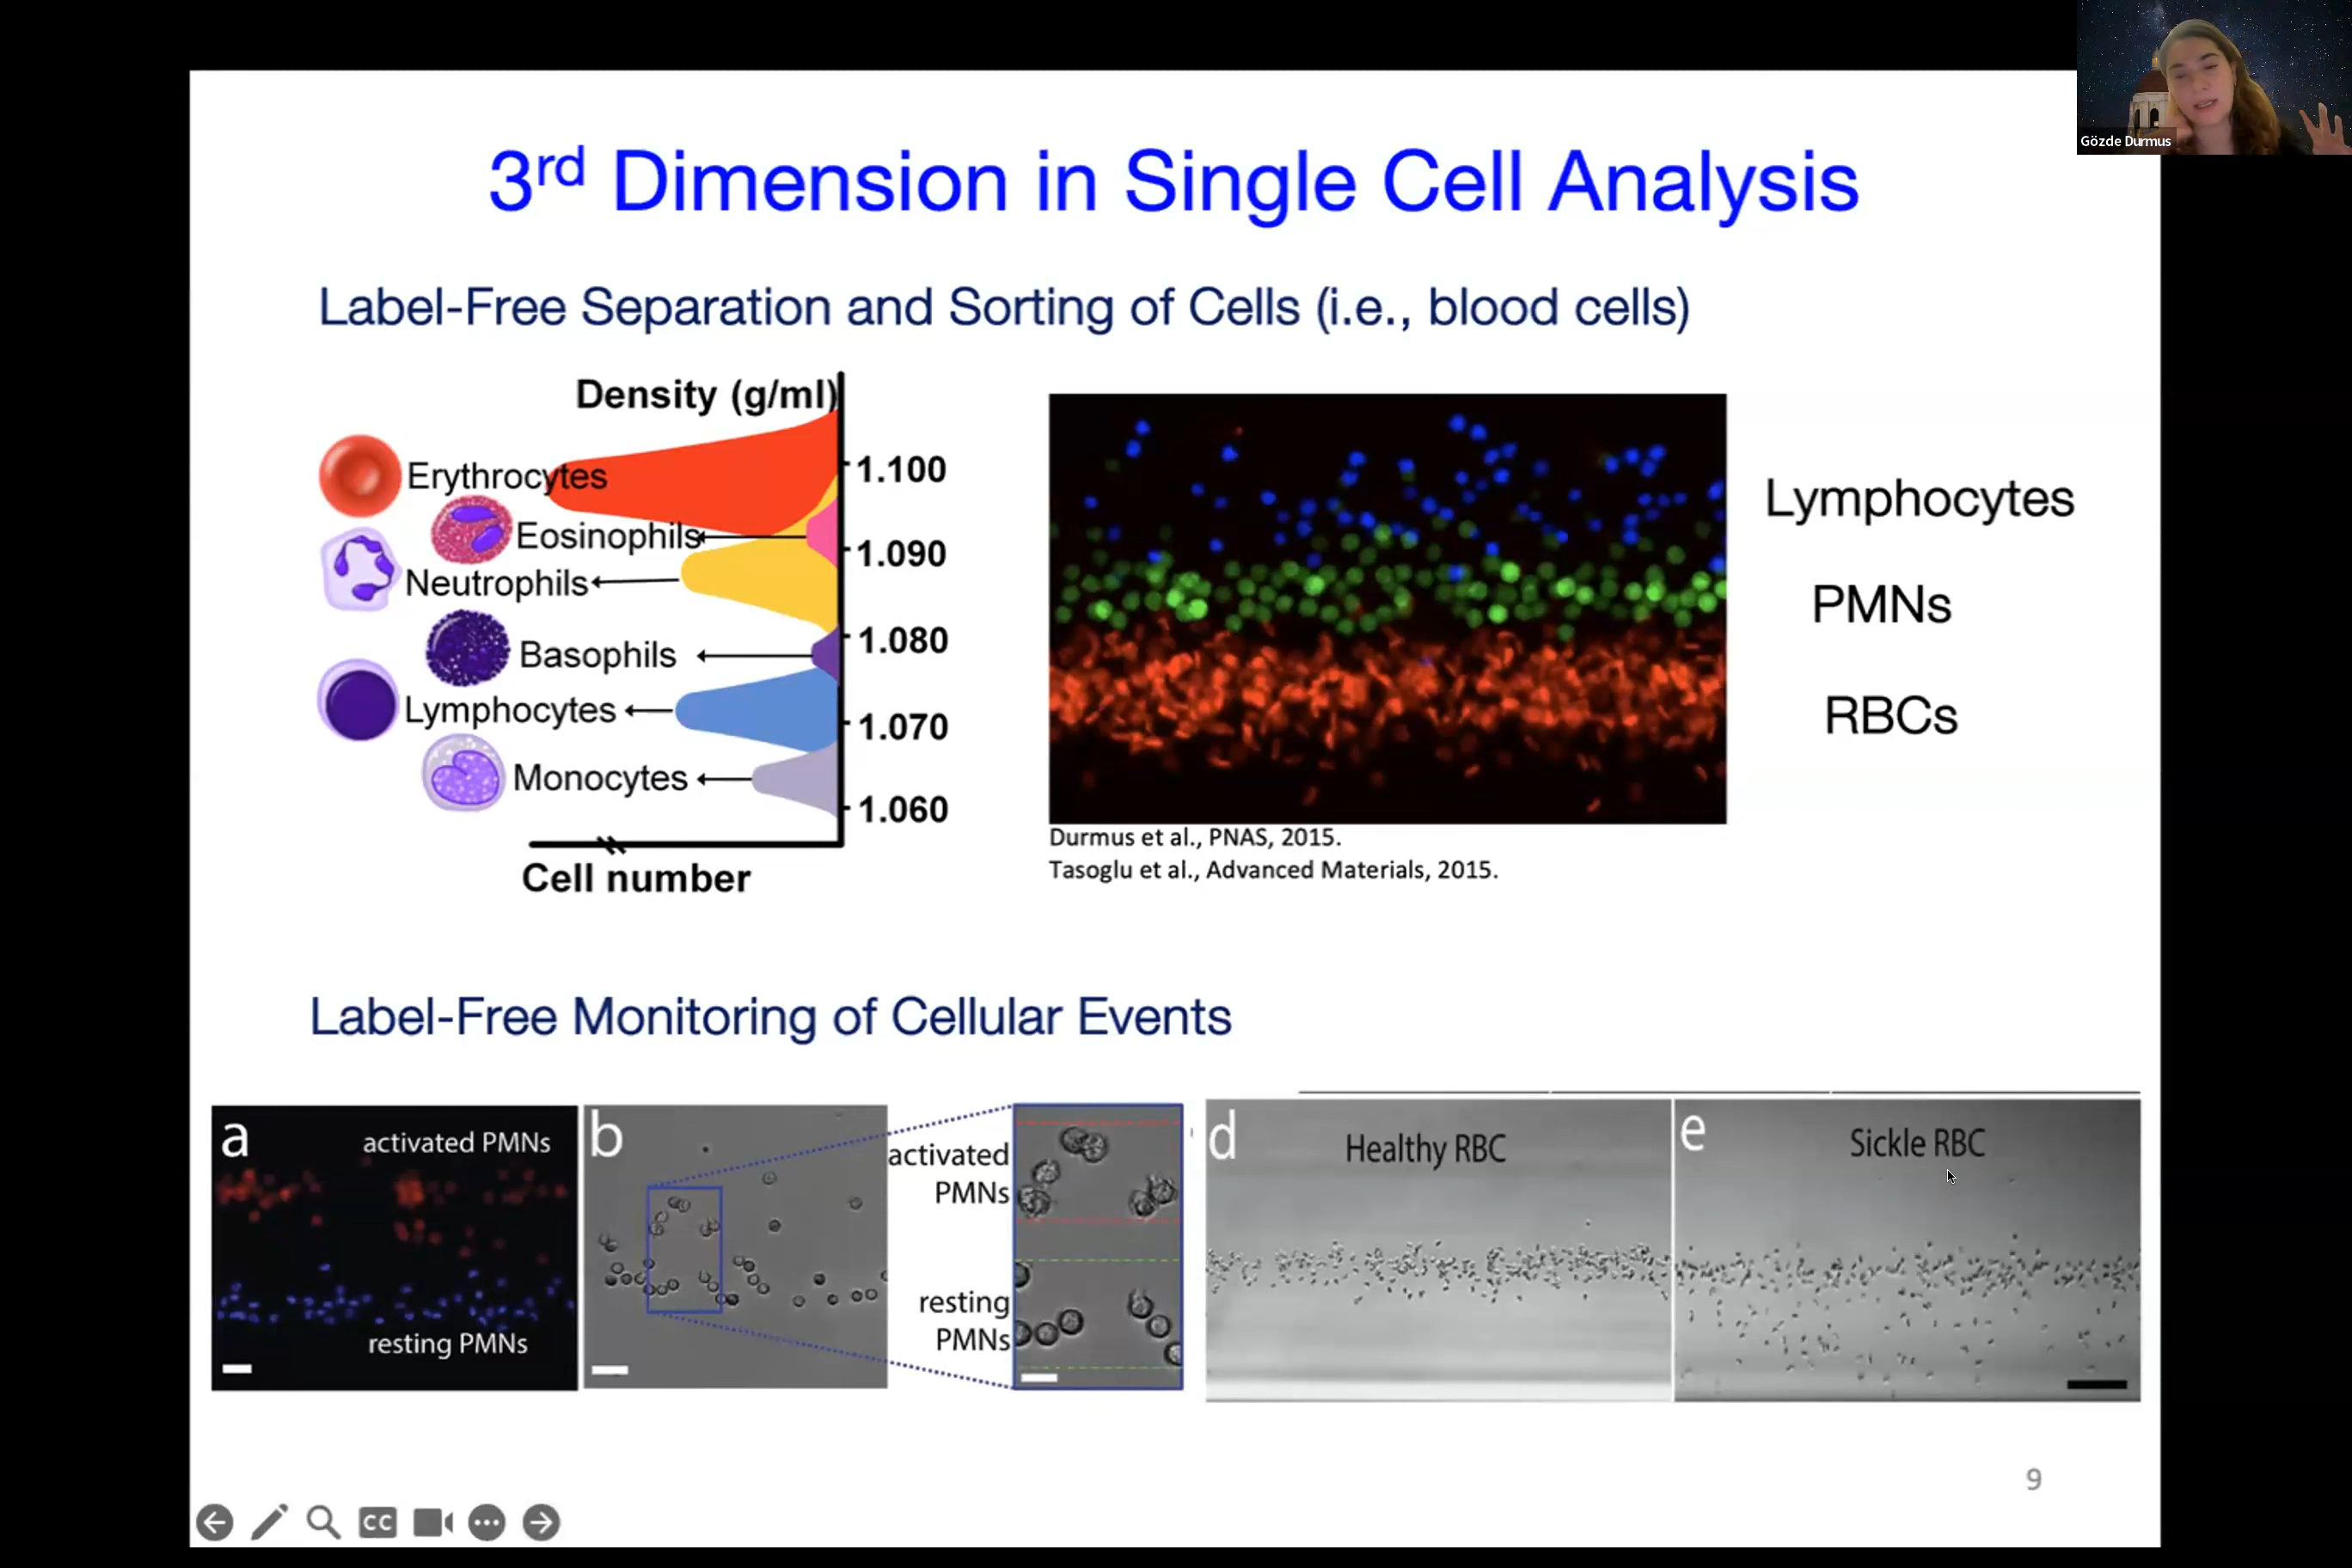 Gözde Durmus
3rd Dimension in Single Cell Analysis
Label-Free Separation and Sorting of Cells (i.e., blood cells)
Density (g/ml)
Erythrocytes
Eosinophils
Neutrophils
Basophils
Lymphocytes
Monocytes
1.100
1.090
1.080
1.070
1.060
Cell number
Lymphocytes
PMNs
RBCs
Durmus et al., PNAS, 2015.
Tasoglu et al., Advanced Materials, 2015.
Label-Free Monitoring of Cellular Events
a
activated PMNs
resting PMNs
b
activated
PMNs
resting
PMNs
d
Healthy RBC
e
Sickle RBC
9
CC